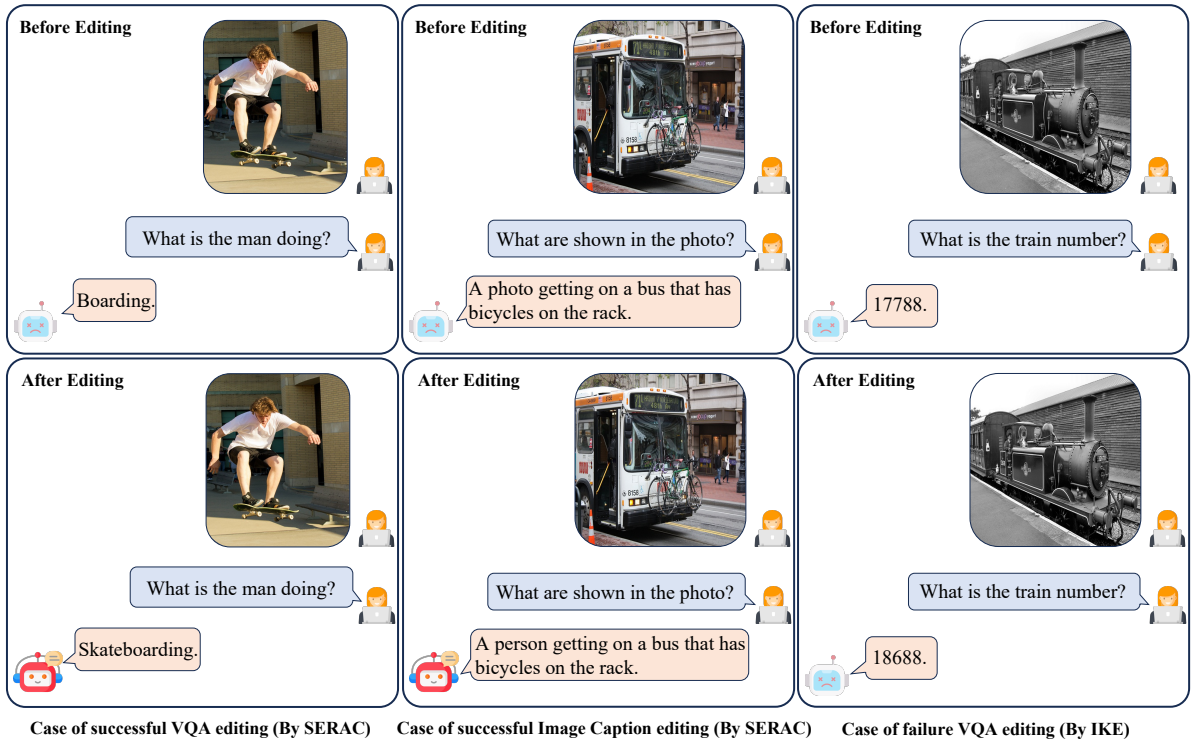 Before Editing
What is the man doing?
Boarding.
Before Editing
8158
What are shown in the photo?
A photo getting on a bus that has
bicycles on the rack.
Before Editing
What is the train number?
17788.
After Editing
What is the man doing?
Skateboarding.
After Editing
8158
What are shown in the photo?
A person getting on a bus that has
bicycles on the rack.
After Editing
What is the train number?
18688.
Case of successful VQA editing (By SERAC)
Case of successful Image Caption editing (By SERAC)
Case of failure VQA editing (By IKE)